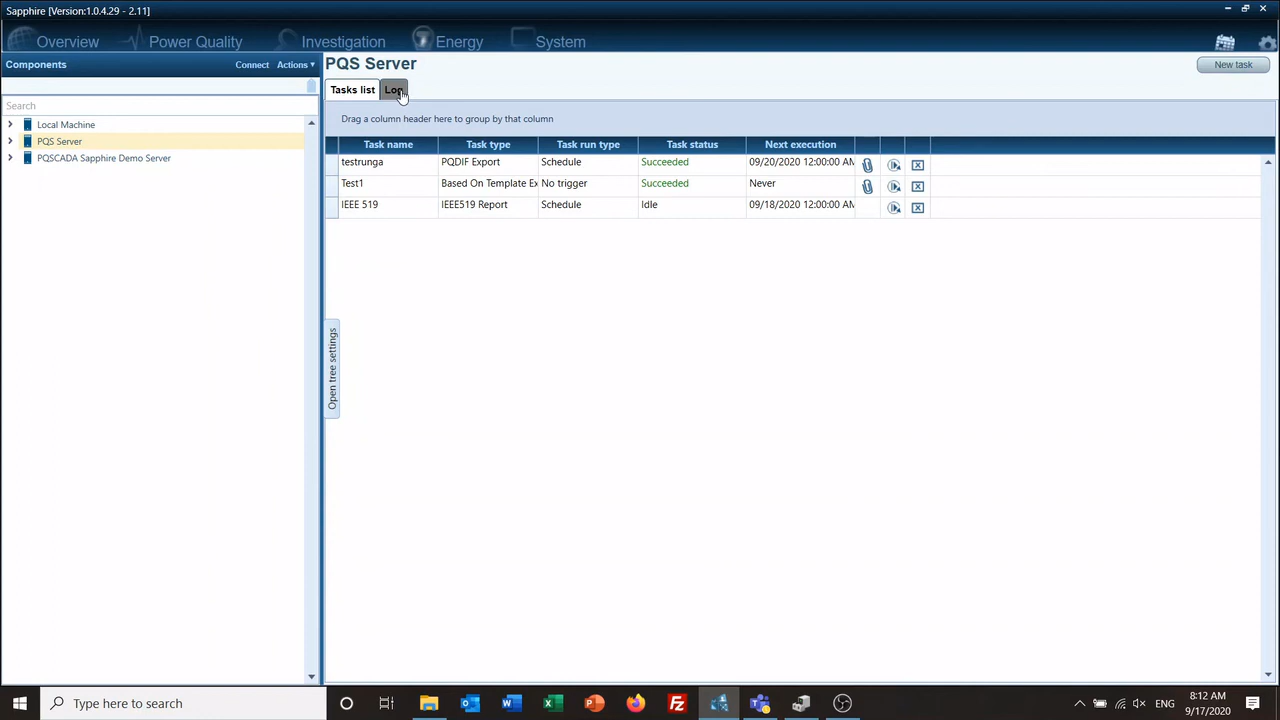 Sapphire [Version:1.0.4.29 - 2.11]
Overview Power Quality Investigation Energy System
Components Connect Actions
PQS Server New task
Tasks list
Search
Drag a column header here to group by that column
Local Machine
PQS Server
PQSCADA Sapphire Demo Server
Task name Task type Task run type Task status Next execution
testrunga PQDIF Export Schedule Succeeded 09/20/2020 12:00:00 AM
Test1 Based On Template Ex No trigger Succeeded Never
IEEE 519 IEEE519 Report Schedule Idle 09/18/2020 12:00:00 AM
Open tree settings
Type here to search
ENG
8:12 AM
9/17/2020